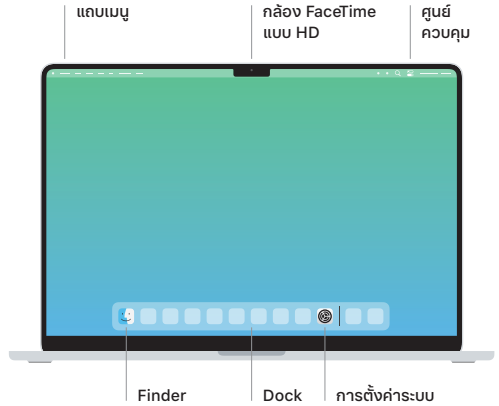 แถบเมนู
กล้อง FaceTime
แบบ HD
ศูนย์
ควบคุม
Finder
Dock
การตั้งค่าระบบ